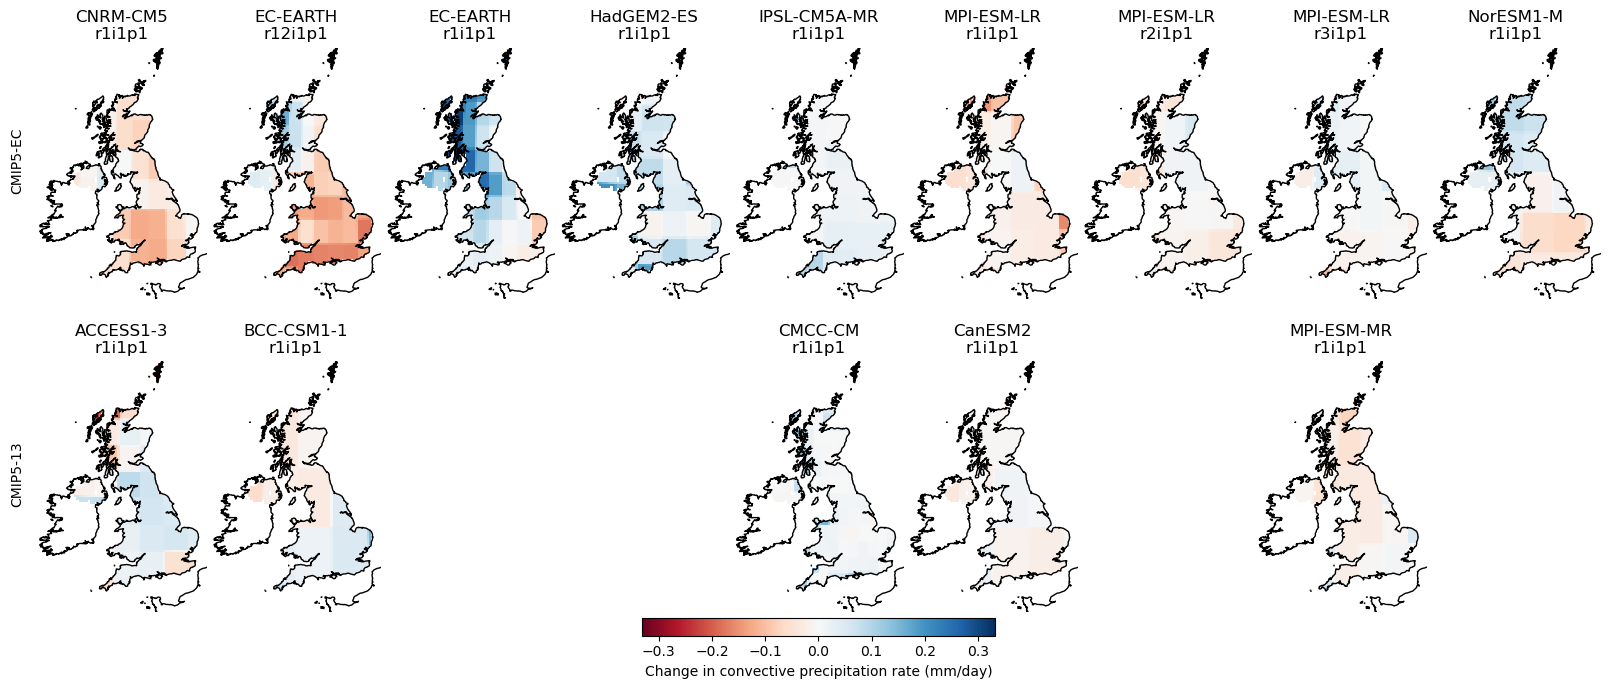 CNRM-CM5
r1i1p1
EC-EARTH
r12i1p1
EC-EARTH
r1i1p1
HadGEM2-ES
r1i1p1
IPSL-CM5A-MR
r1i1p1
MPI-ESM-LR
r1i1p1
MPI-ESM-LR
r2i1p1
MPI-ESM-LR
r3i1p1
NorESM1-M
r1i1p1
CMIP5-EC
ACCESS1-3
r1i1p1
BCC-CSM1-1
r1i1p1
CMCC-CM
r1i1p1
CanESM2
r1i1p1
MPI-ESM-MR
r1i1p1
CMIP5-13
−0.3 −0.2 −0.1 0.0 0.1 0.2 0.3
Change in convective precipitation rate (mm/day)